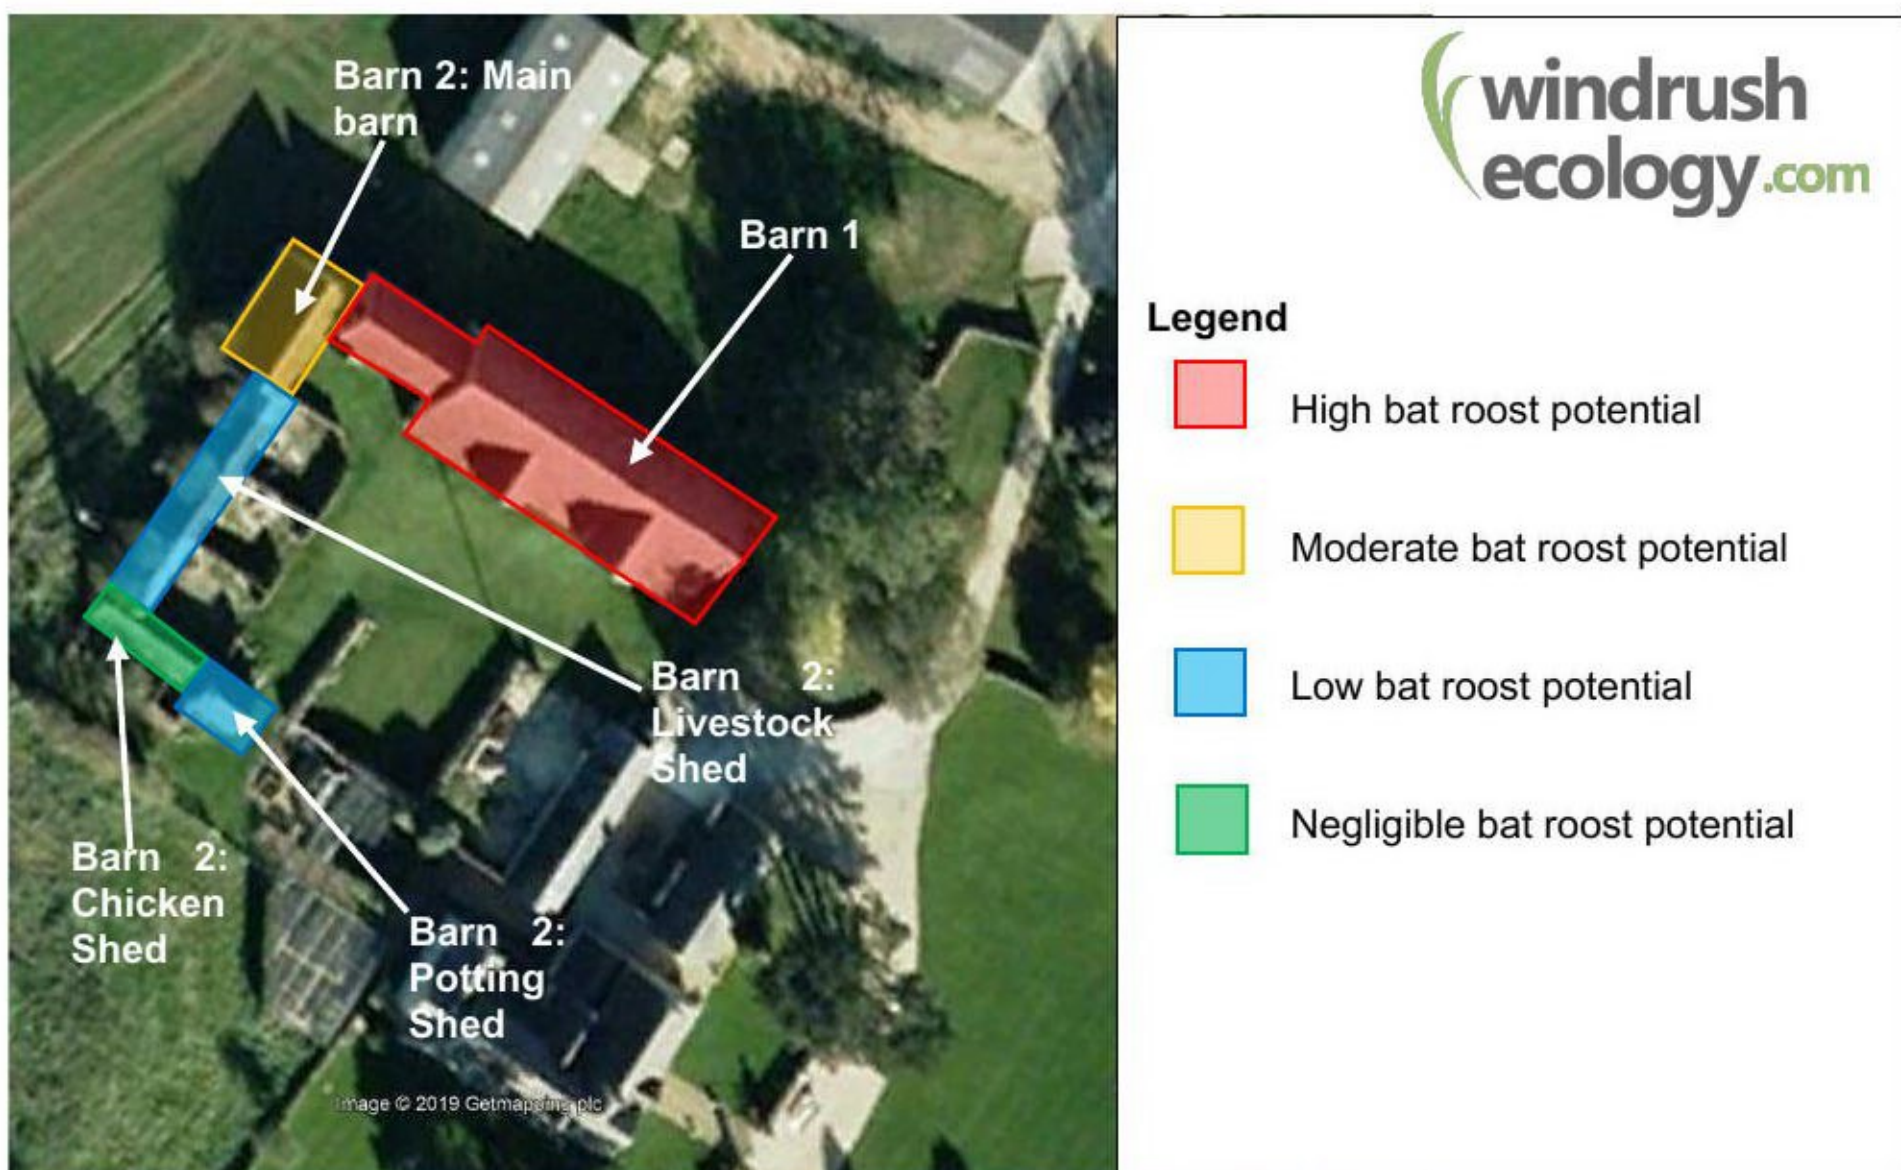 Barn 2: Main
barn
Barn 1
Barn 2:
Livestock
Shed
Barn 2:
Chicken
Shed
Barn 2:
Potting
Shed
Image © 2019 Getmapping plc
windrush
ecology.com
Legend
High bat roost potential
Moderate bat roost potential
Low bat roost potential
Negligible bat roost potential